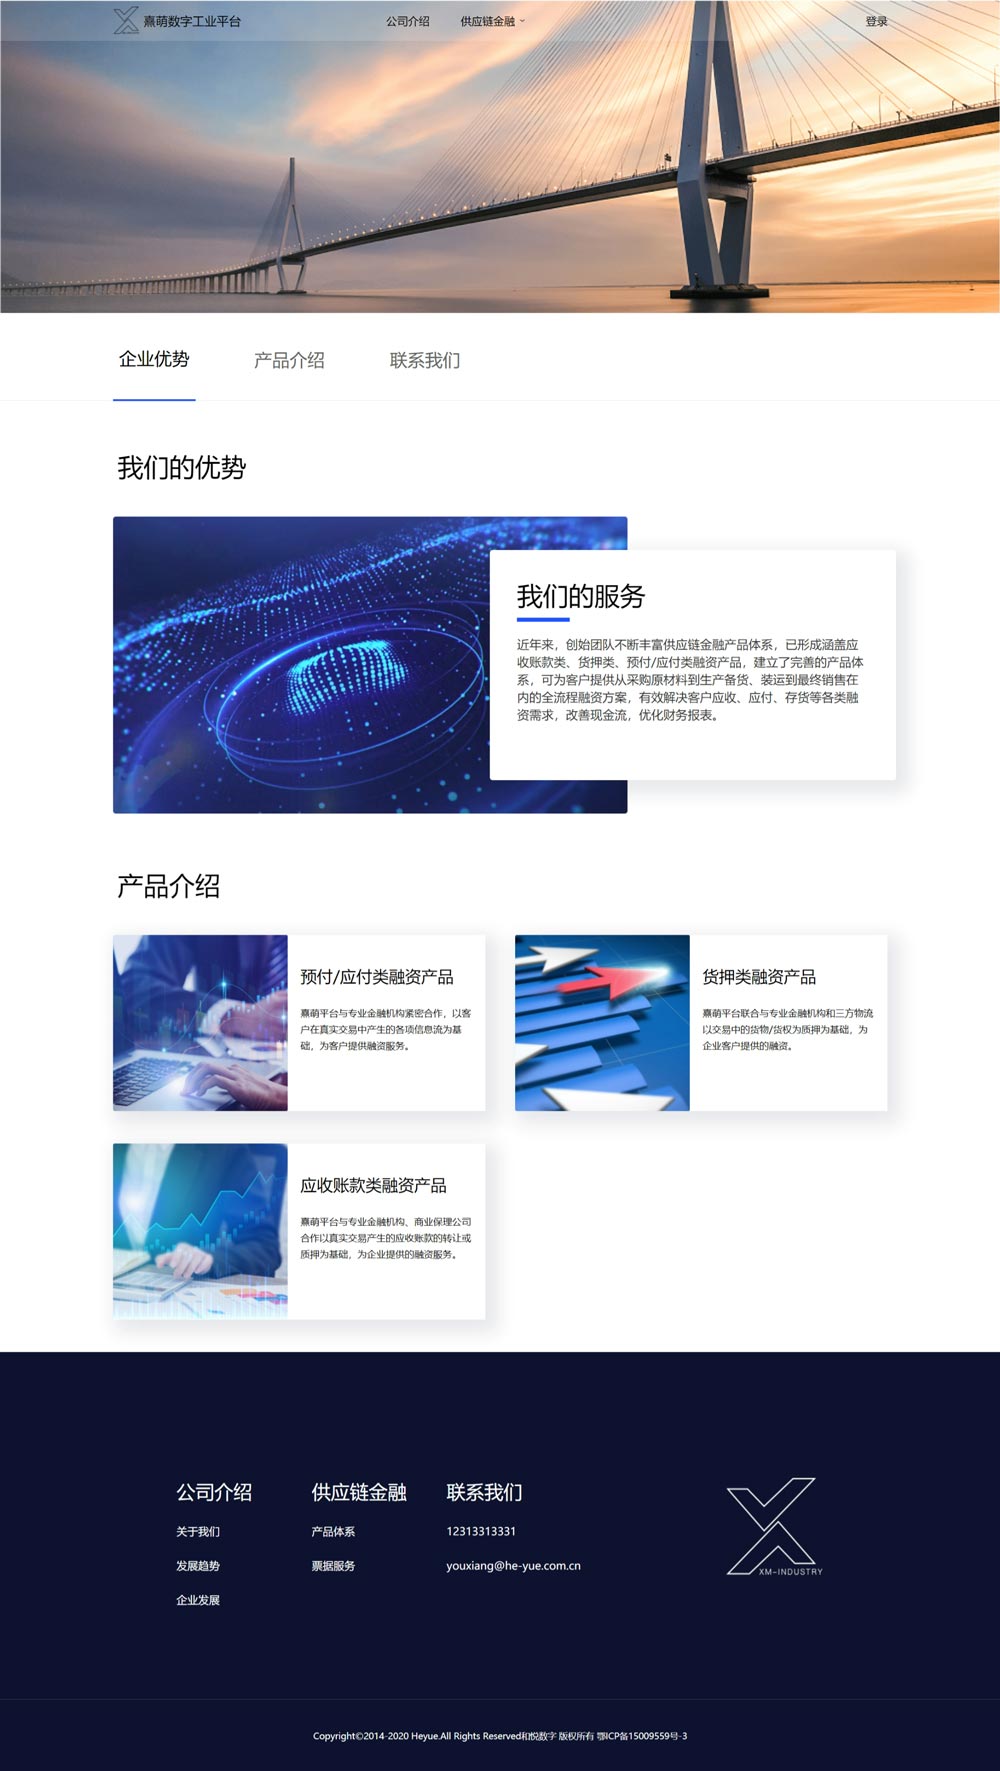 熹萌数字工业平台
公司介绍
供应链金融
登录
企业优势
产品介绍
联系我们
我们的优势
我们的服务
近年来，创始团队不断丰富供应链金融产品体系，已形成涵盖应
收账款类、货押类、预付/应付类融资产品，建立了完善的产品体
系，可为客户提供从采购原材料到生产备货、装运到最终销售在
内的全流程融资方案，有效解决客户应收、应付、存货等各类融
资需求，改善现金流，优化财务报表。
产品介绍
预付/应付类融资产品
熹萌平台与专业金融机构紧密合作，以客
户在真实交易中产生的各项信息流为基
础，为客户提供融资服务。
货押类融资产品
熹萌平台联合与专业金融机构和三方物流
以交易中的货物/货权为质押为基础，为
企业客户提供的融资。
应收账款类融资产品
熹萌平台与专业金融机构、商业保理公司
合作以真实交易产生的应收账款的转让或
质押为基础，为企业提供的融资服务。
公司介绍
关于我们
发展趋势
企业发展
供应链金融
产品体系
票据服务
联系我们
12313313331
youxiang@he-yue.com.cn
XM-INDUSTRY
Copyright©2014-2020 Heyue.All Rights Reserved和悦数字 版权所有 鄂ICP备15009559号-3